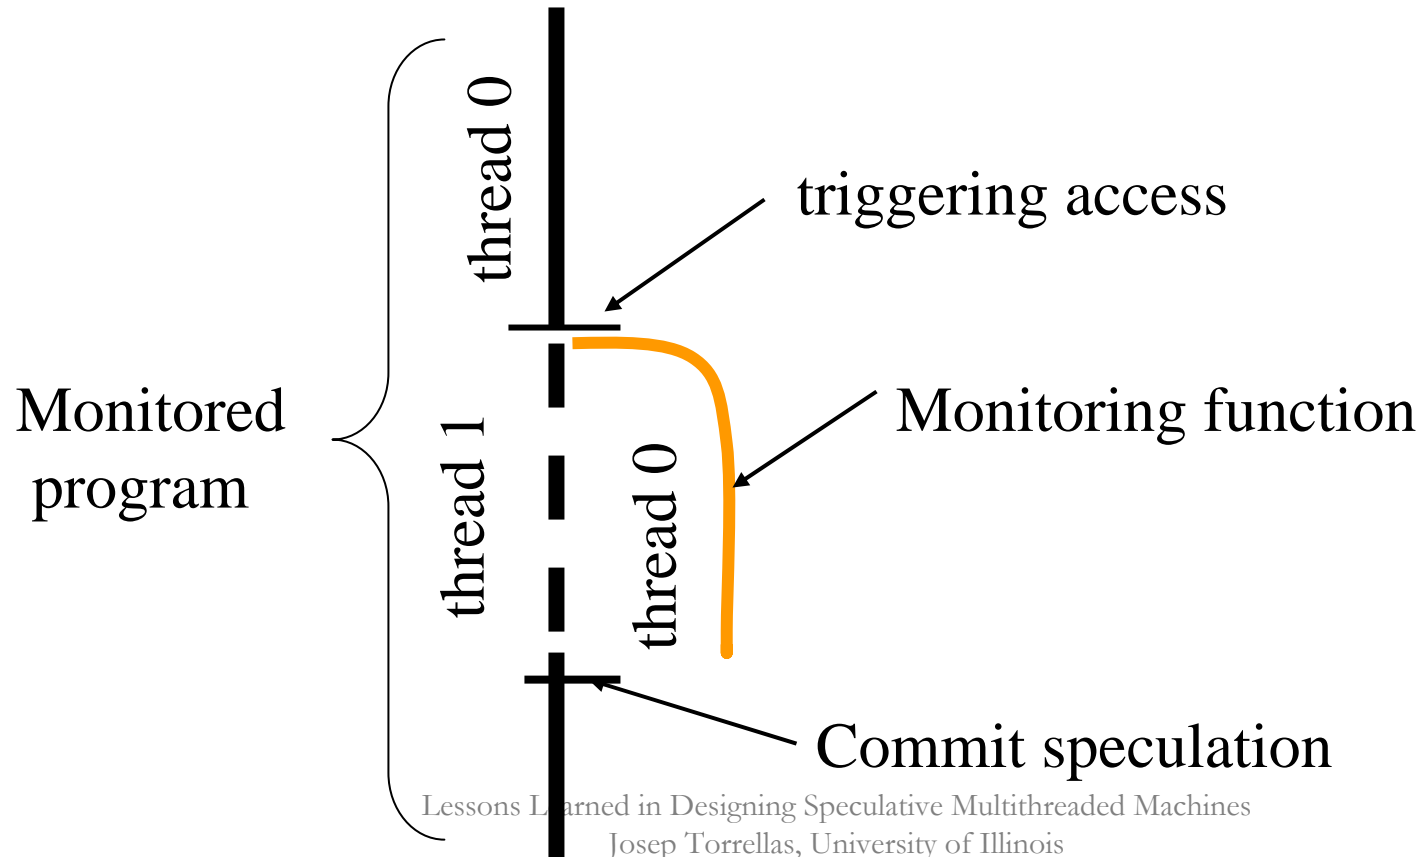 thread 0
triggering access
Monitored
program
thread 1
thread 0
Monitoring function
Commit speculation
Lessons Learned in Designing Speculative Multithreaded Machines
Josep Torrellas, University of Illinois